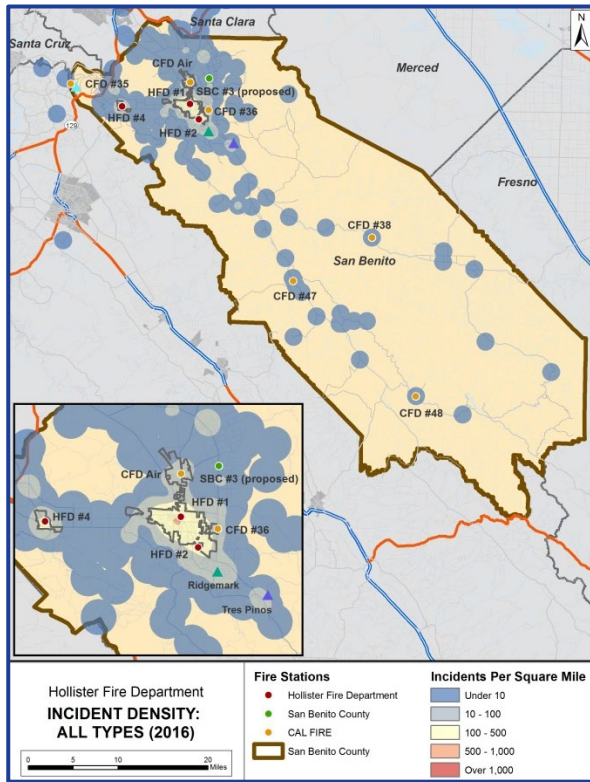 Santa Clara
N
Santa Cruz
CFD Air
Merced
CFD #35
HFD #1
SBC #3 (proposed)
HFD #4
CFD #36
129
HFD #2
Fresno
CFD #38
San Benito
CFD #47
CFD #48
CFD Air
SBC #3 (proposed)
HFD #1
HFD #4
CFD #36
HFD #2
Ridgemark
Tres Pinos
Hollister Fire Department
INCIDENT DENSITY:
ALL TYPES (2016)
0 5 10 20
Miles
Fire Stations
Hollister Fire Department
San Benito County
CAL FIRE
San Benito County
Incidents Per Square Mile
Under 10
10 - 100
100 - 500
500 - 1,000
Over 1,000